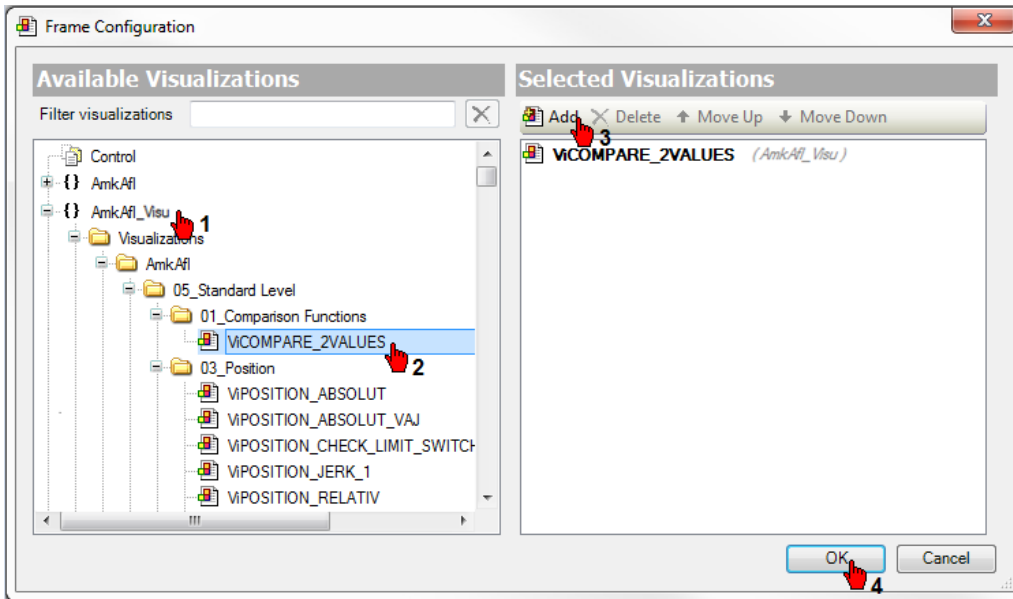 Frame Configuration
x
Available Visualizations
Selected Visualizations
Filter visualizations
Add Delete Move Up Move Down
3
ViCOMPARE_2VALUES (AmkAfl_Visu)
Control
{} AmkAfl
{} AmkAfl_Visu
1
Visualizations
AmkAfl
05_Standard Level
01_Comparison Functions
ViCOMPARE_2VALUES
2
03_Position
ViPOSITION_ABSOLUT
ViPOSITION_ABSOLUT_VAJ
ViPOSITION_CHECK_LIMIT_SWITCH
ViPOSITION_JERK_1
ViPOSITION_RELATIV
OK Cancel
4